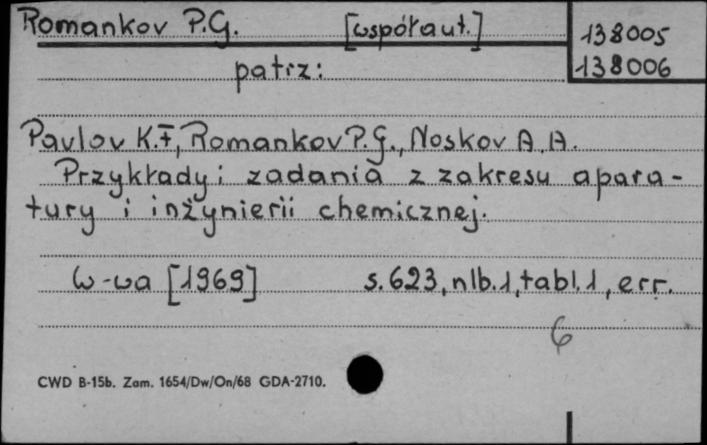 Romankov P.G. [współaut.] 138005
patrz: 138006
Pavlov K.F., Romankov P.G., Noskov A.A.
Przykłady i zadania z zakresu apara-
tury i inżynierii chemicznej.
W-wa [1969] s. 623, nlb. 1, tabl. 1, err.
6
CWD B-15b. Zam. 1654/Dw/On/68 GDA-2710.